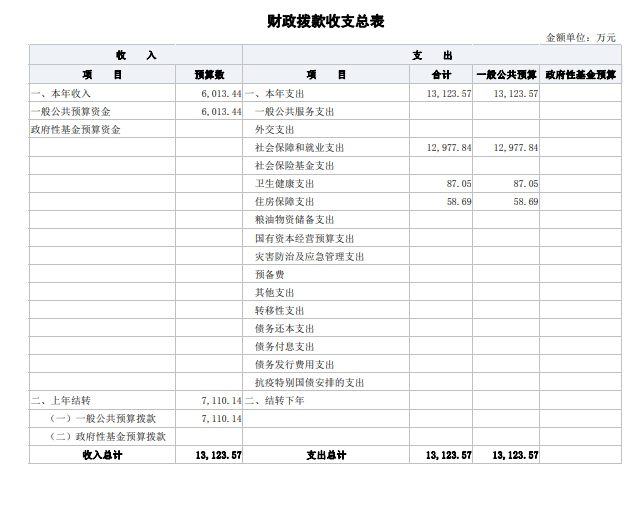 财政拨款收支总表
金额单位：万元
收 入 支 出
项 目 预算数 项 目 合计 一般公共预算 政府性基金预算
一、本年收入 6,013.44 一、本年支出 13,123.57 13,123.57
一般公共预算资金 6,013.44 一般公共服务支出
政府性基金预算资金 外交支出
社会保障和就业支出 12,977.84 12,977.84
社会保险基金支出
卫生健康支出 87.05 87.05
住房保障支出 58.69 58.69
粮油物资储备支出
国有资本经营预算支出
灾害防治及应急管理支出
预备费
其他支出
转移性支出
债务还本支出
债务付息支出
债务发行费用支出
抗疫特别国债安排的支出
二、上年结转 7,110.14 二、结转下年
（一）一般公共预算拨款 7,110.14
（二）政府性基金预算拨款
收入总计 13,123.57 支出总计 13,123.57 13,123.57